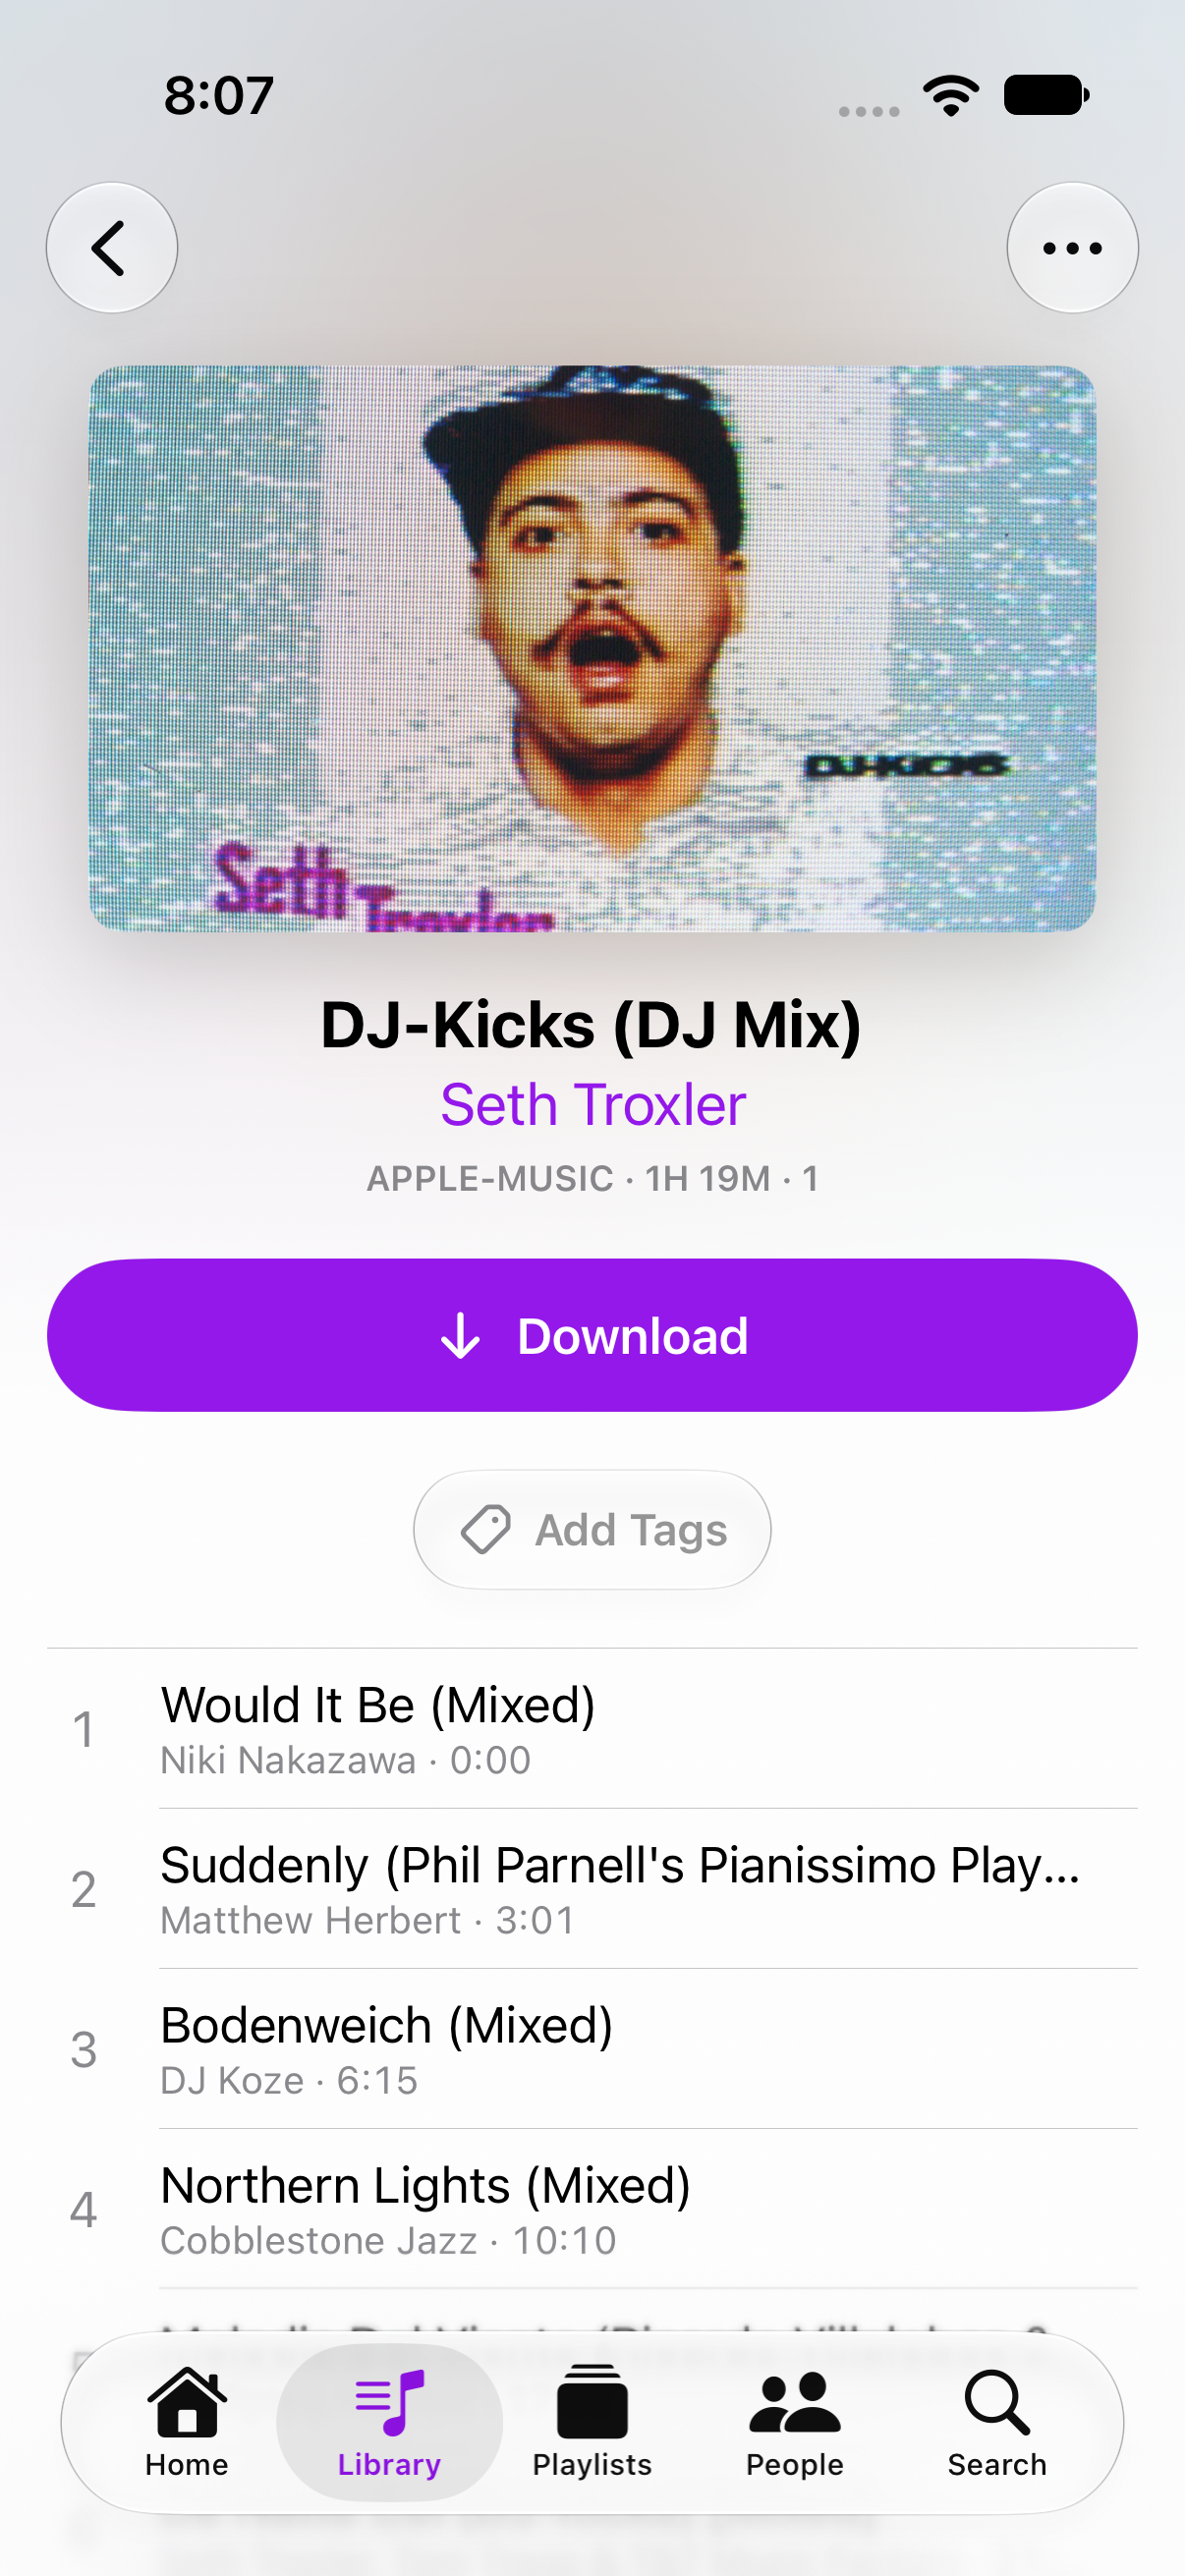 8:07
DJ-KICKS
Seth
Troxler
DJ-Kicks (DJ Mix)
Seth Troxler
APPLE-MUSIC · 1H 19M · 1
Download
Add Tags
1
Would It Be (Mixed)
Niki Nakazawa · 0:00
2
Suddenly (Phil Parnell's Pianissimo Play...
Matthew Herbert · 3:01
3
Bodenweich (Mixed)
DJ Koze · 6:15
4
Northern Lights (Mixed)
Cobblestone Jazz · 10:10
Home
Library
Playlists
People
Search